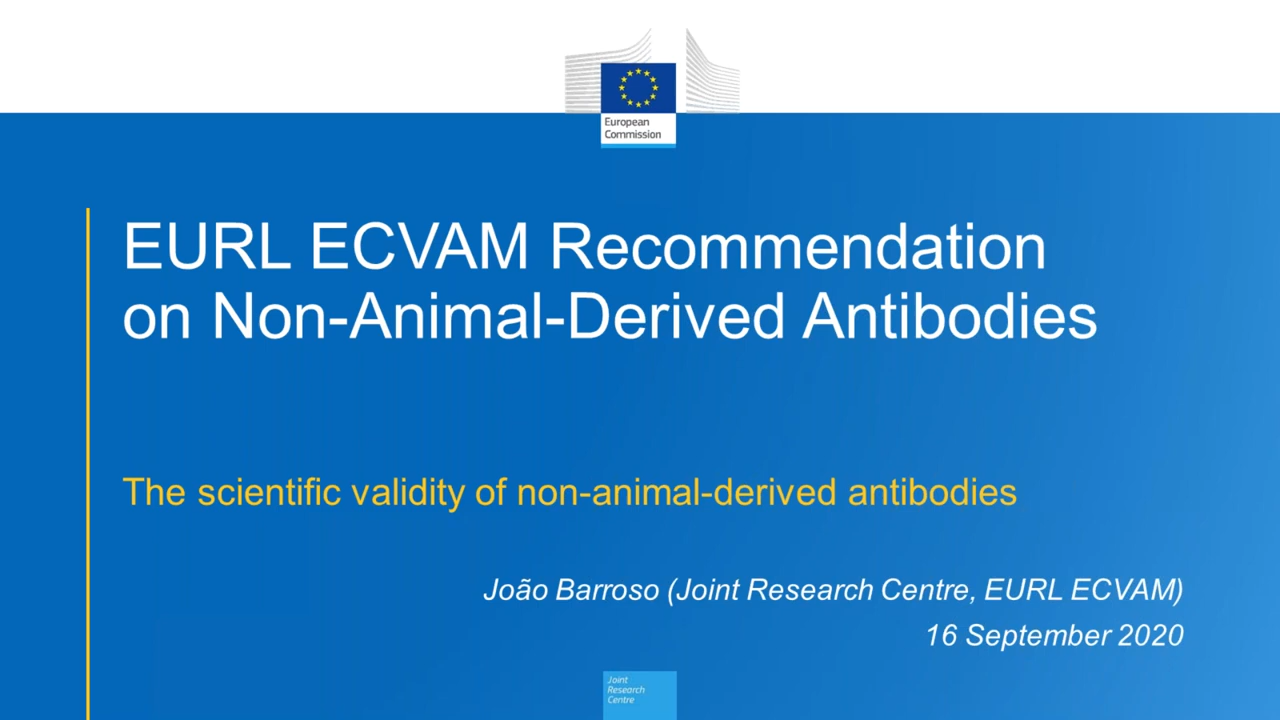 European
Commission
EURL ECVAM Recommendation
on Non-Animal-Derived Antibodies
The scientific validity of non-animal-derived antibodies
João Barroso (Joint Research Centre, EURL ECVAM)
16 September 2020
Joint
Research
Centre